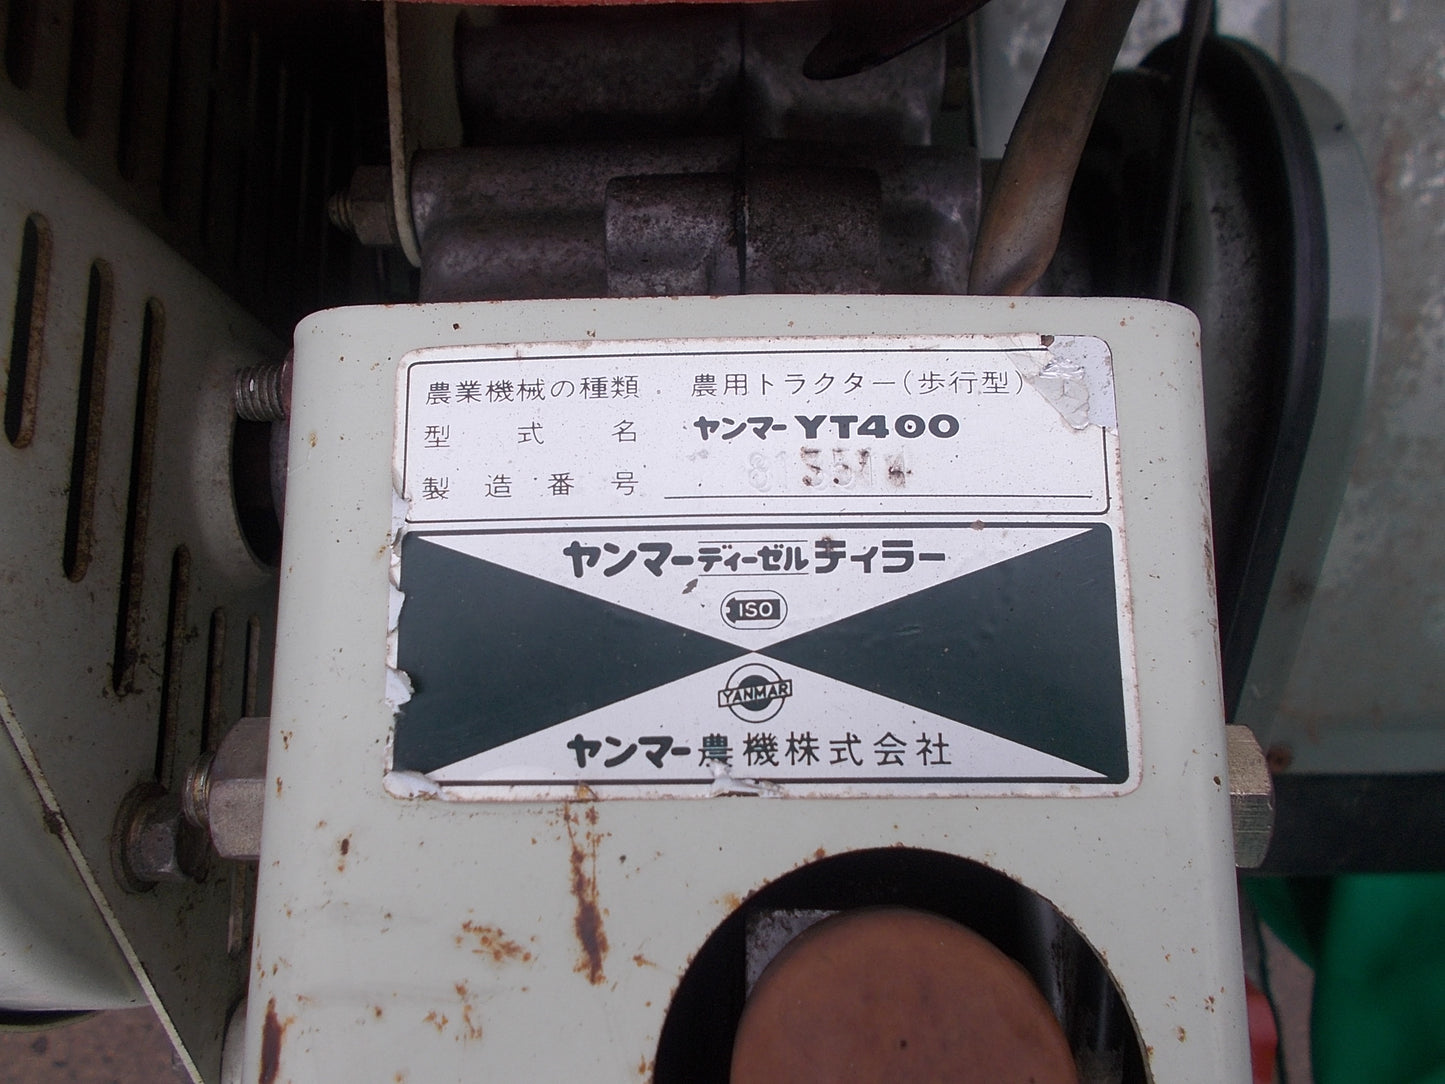 農業機械の種類 農用トラクター(歩行型)
型式名 ヤンマーYT400
製造番号
ヤンマーディーゼルティラー
ISO
YANMAR
ヤンマー農機株式会社